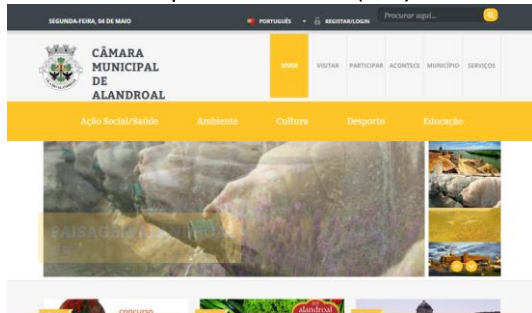 SEGUNDA-FEIRA, 04 DE MAIO
PORTUGUÊS
REGISTAR/LOGIN
Procurar aqui...
CÂMARA
MUNICIPAL
DE
ALANDROAL
VIVER
VISITAR
PARTICIPAR
ACONTECE
MUNICÍPIO
SERVIÇOS
Ação Social/Saúde
Ambiente
Cultura
Desporto
Educação
concurso
alandroal